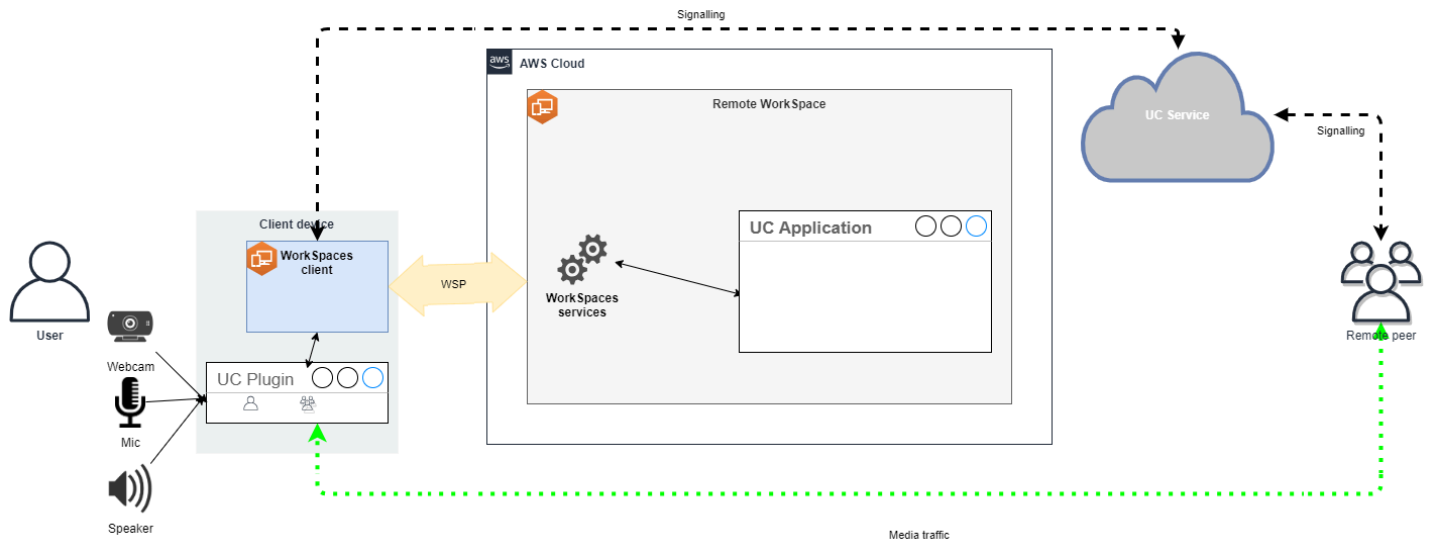 Signalling
aws
AWS Cloud
Remote WorkSpace
UC Service
Signalling
Client device
WorkSpaces
client
UC Application
WSP
WorkSpaces
services
User
Remote peer
Webcam
UC Plugin
Mic
Speaker
Media traffic